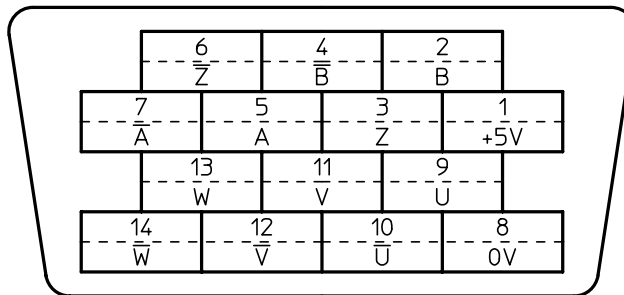 6 4 2
Z̅ B̅ B
7 5 3 1
A̅ A Z +5V
13 11 9
W V U
14 12 10 8
W̅ V̅ U̅ 0V